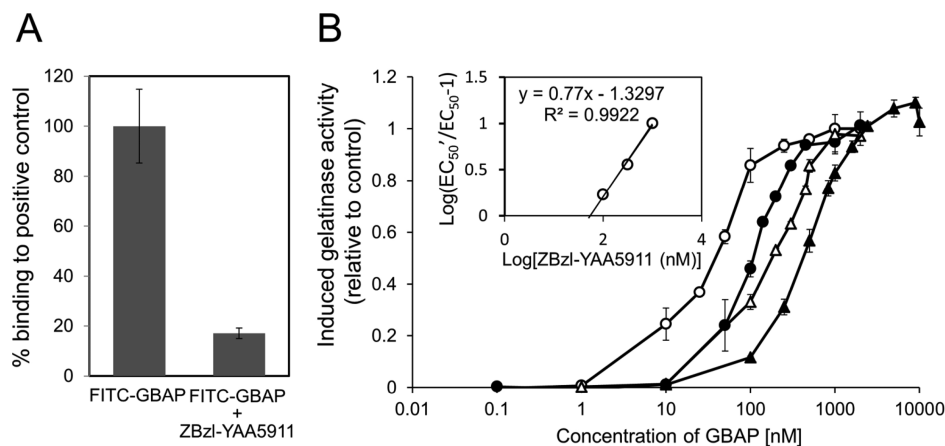 A
% binding to positive control
120
100
80
60
40
20
0
FITC-GBAP
FITC-GBAP
+
ZBzl-YAA5911
B
Induced gelatinase activity
(relative to control)
1.2
1
0.8
0.6
0.4
0.2
0
0.01
0.1
1
10
100
1000
10000
Concentration of GBAP [nM]
Log(EC₅₀′/EC₅₀-1)
1.5
1
0.5
0
y = 0.77x - 1.3297
R² = 0.9922
0
2
4
Log[ZBzl-YAA5911 (nM)]